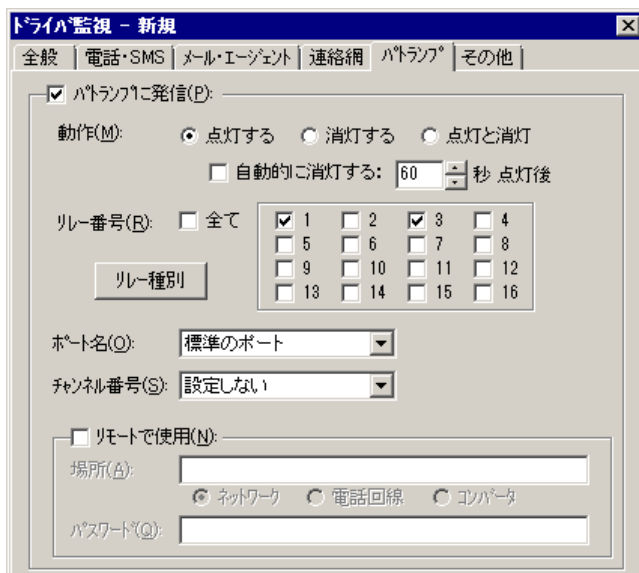 ドライバ監視 - 新規
全般 電話・SMS メール・エージェント 連絡網 パトランプ その他
パトランプに発信(P):
動作(M): 点灯する 消灯する 点灯と消灯
自動的に消灯する: 60 秒 点灯後
リレー番号(R): 全て 1 2 3 4
5 6 7 8
リレー種別 9 10 11 12
13 14 15 16
ポート名(O): 標準のポート
チャンネル番号(S): 設定しない
リモートで使用(N):
場所(A):
ネットワーク 電話回線 コンバータ
パスワード(Q):